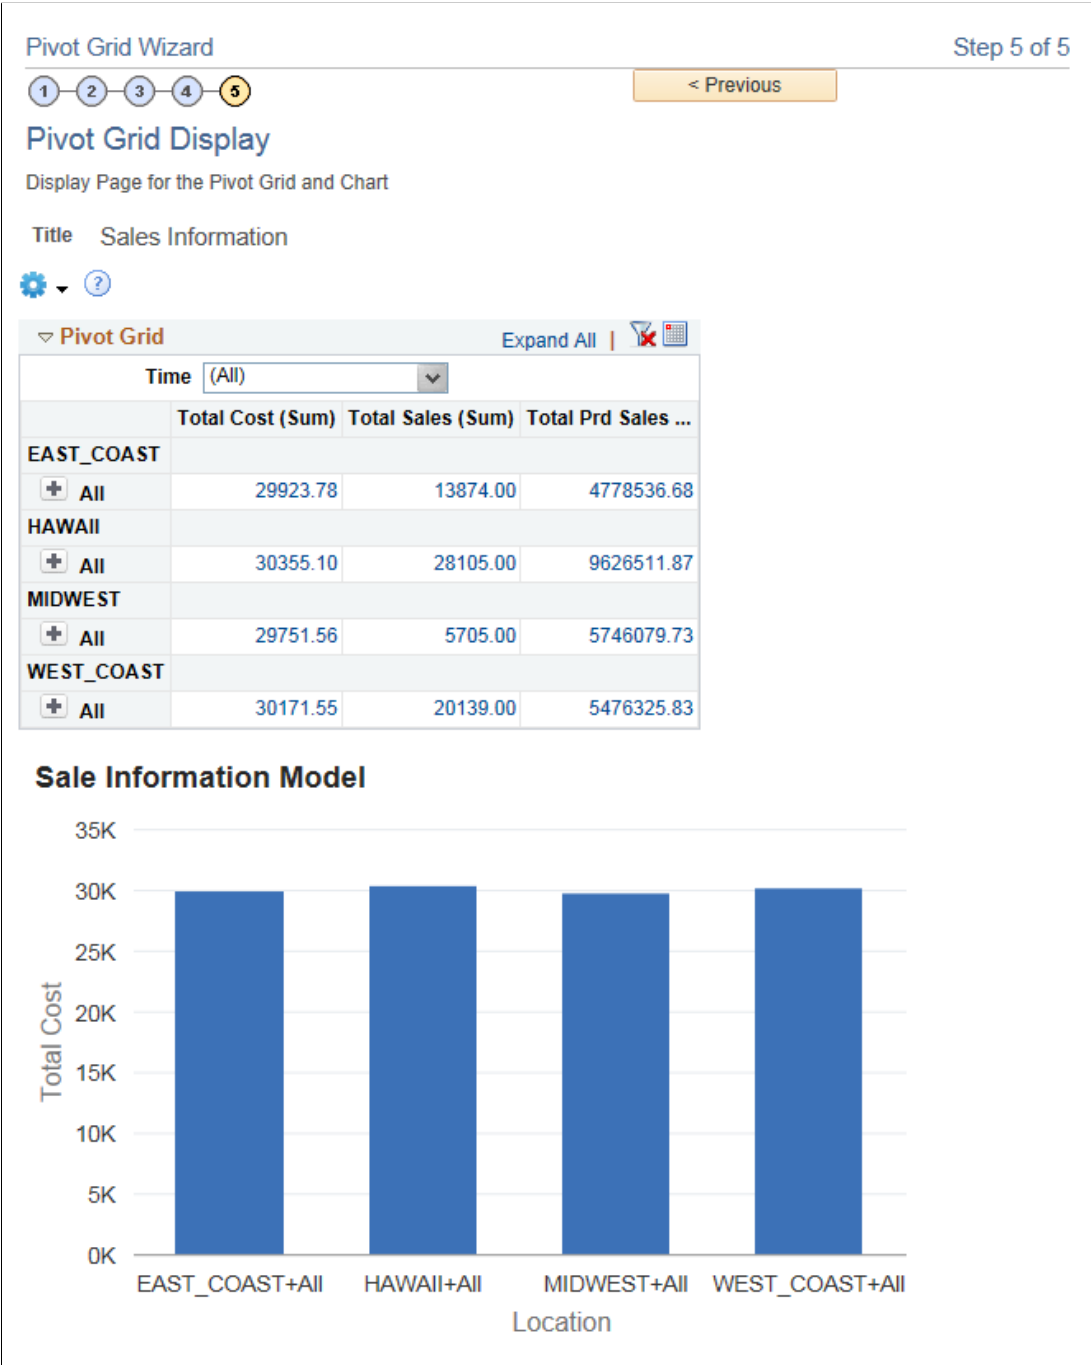 Pivot Grid Wizard Step 5 of 5
1 2 3 4 5 < Previous
Pivot Grid Display
Display Page for the Pivot Grid and Chart
Title Sales Information
?
Pivot Grid Expand All |
Time (All)
Total Cost (Sum) Total Sales (Sum) Total Prd Sales ...
EAST_COAST
All 29923.78 13874.00 4778536.68
HAWAII
All 30355.10 28105.00 9626511.87
MIDWEST
All 29751.56 5705.00 5746079.73
WEST_COAST
All 30171.55 20139.00 5476325.83
Sale Information Model
35K
30K
25K
20K
15K
10K
5K
0K
Total Cost
EAST_COAST+All HAWAII+All MIDWEST+All WEST_COAST+All
Location